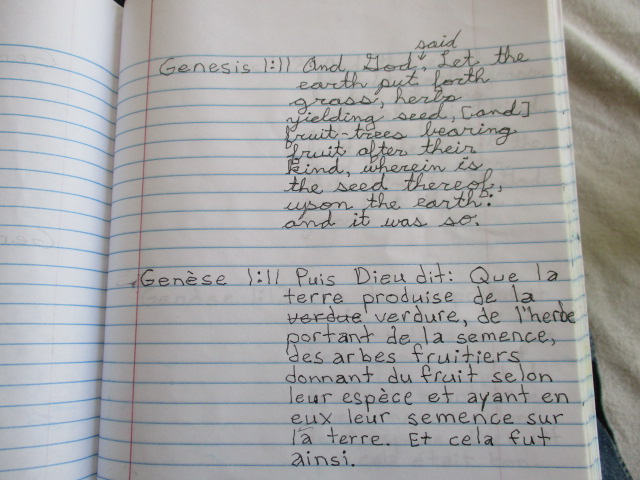 Genesis 1:11 And God said, Let the
earth put forth
grass, herbs
yielding seed, [and]
fruit-trees bearing
fruit after their
kind, wherein is
the seed thereof,
upon the earth:
and it was so.
Genèse 1:11 Puis Dieu dit: Que la
terre produise de la
verdue verdure, de l'hede
portant de la semence,
des arbes fruitiers
donnant du fruit selon
leur espèce et ayant en
eux leur semence sur
la terre. Et cela fut
ainsi.